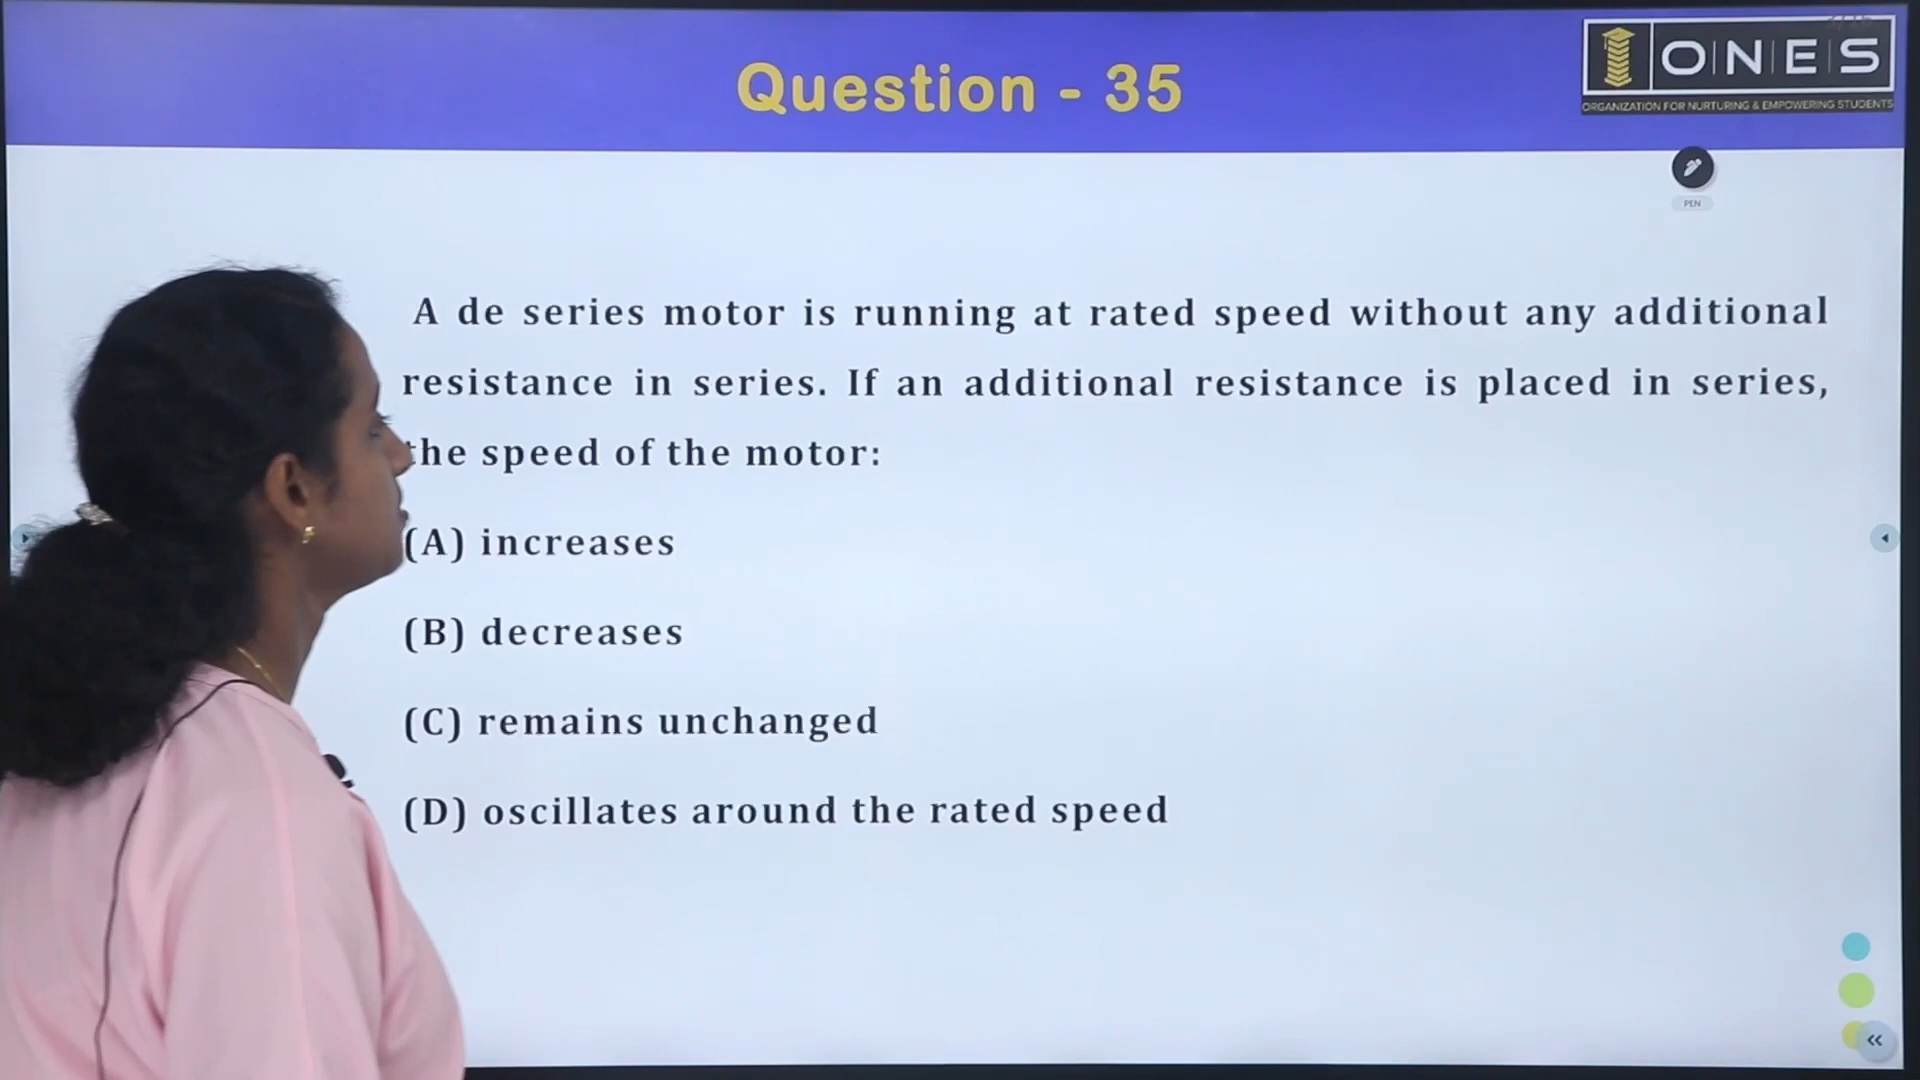 Question - 35
O|N|E|S
ORGANIZATION FOR NURTURING & EMPOWERING STUDENTS
PEN
A de series motor is running at rated speed without any additional
resistance in series. If an additional resistance is placed in series,
the speed of the motor:
(A) increases
(B) decreases
(C) remains unchanged
(D) oscillates around the rated speed